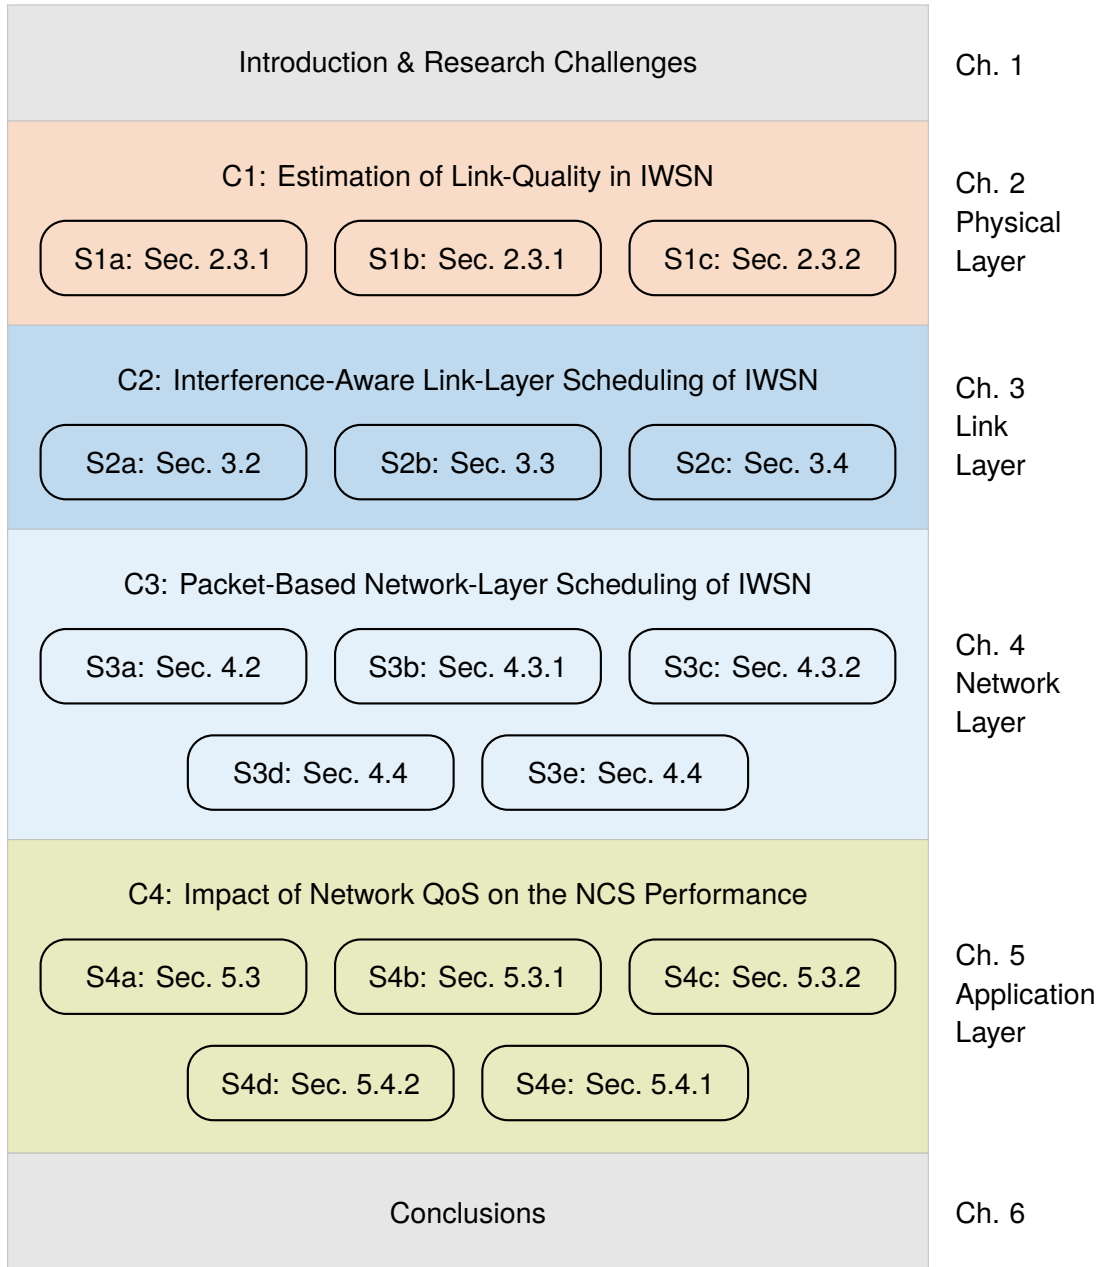 Introduction & Research Challenges
Ch. 1
C1: Estimation of Link-Quality in IWSN
S1a: Sec. 2.3.1
S1b: Sec. 2.3.1
S1c: Sec. 2.3.2
Ch. 2
Physical
Layer
C2: Interference-Aware Link-Layer Scheduling of IWSN
S2a: Sec. 3.2
S2b: Sec. 3.3
S2c: Sec. 3.4
Ch. 3
Link
Layer
C3: Packet-Based Network-Layer Scheduling of IWSN
S3a: Sec. 4.2
S3b: Sec. 4.3.1
S3c: Sec. 4.3.2
S3d: Sec. 4.4
S3e: Sec. 4.4
Ch. 4
Network
Layer
C4: Impact of Network QoS on the NCS Performance
S4a: Sec. 5.3
S4b: Sec. 5.3.1
S4c: Sec. 5.3.2
S4d: Sec. 5.4.2
S4e: Sec. 5.4.1
Ch. 5
Application
Layer
Conclusions
Ch. 6